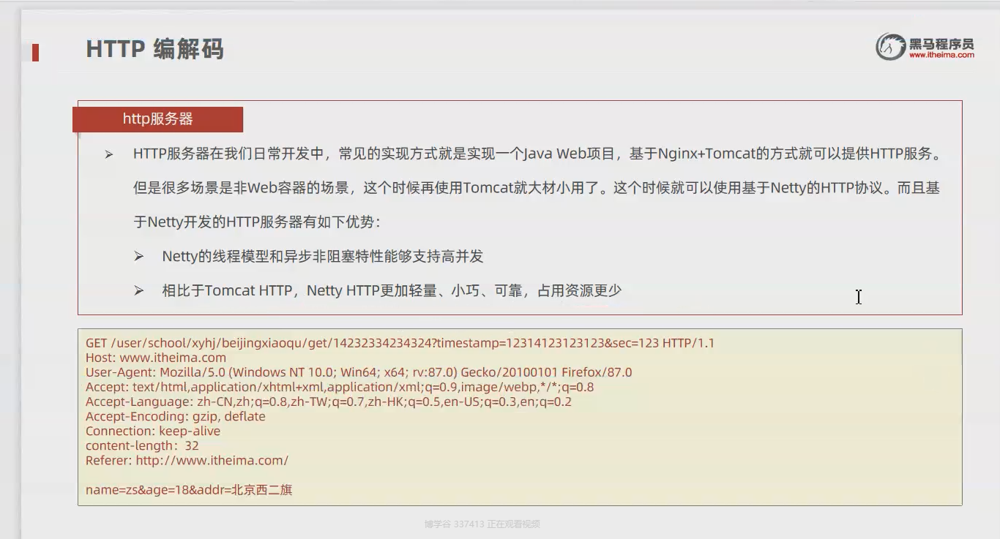 HTTP 编解码
黑马程序员
www.itheima.com
http服务器
➢ HTTP服务器在我们日常开发中，常见的实现方式就是实现一个Java Web项目，基于Nginx+Tomcat的方式就可以提供HTTP服务。
但是很多场景是非Web容器的场景，这个时候再使用Tomcat就大材小用了。这个时候就可以使用基于Netty的HTTP协议。而且基
于Netty开发的HTTP服务器有如下优势：
➢ Netty的线程模型和异步非阻塞特性能够支持高并发
➢ 相比于Tomcat HTTP，Netty HTTP更加轻量、小巧、可靠，占用资源更少
GET /user/school/xyhj/beijingxiaoqu/get/14232334234324?timestamp=12314123123123&sec=123 HTTP/1.1
Host: www.itheima.com
User-Agent: Mozilla/5.0 (Windows NT 10.0; Win64; x64; rv:87.0) Gecko/20100101 Firefox/87.0
Accept: text/html,application/xhtml+xml,application/xml;q=0.9,image/webp,*/*;q=0.8
Accept-Language: zh-CN,zh;q=0.8,zh-TW;q=0.7,zh-HK;q=0.5,en-US;q=0.3,en;q=0.2
Accept-Encoding: gzip, deflate
Connection: keep-alive
content-length：32
Referer: http://www.itheima.com/
name=zs&age=18&addr=北京西二旗
博学谷 337413 正在观看视频